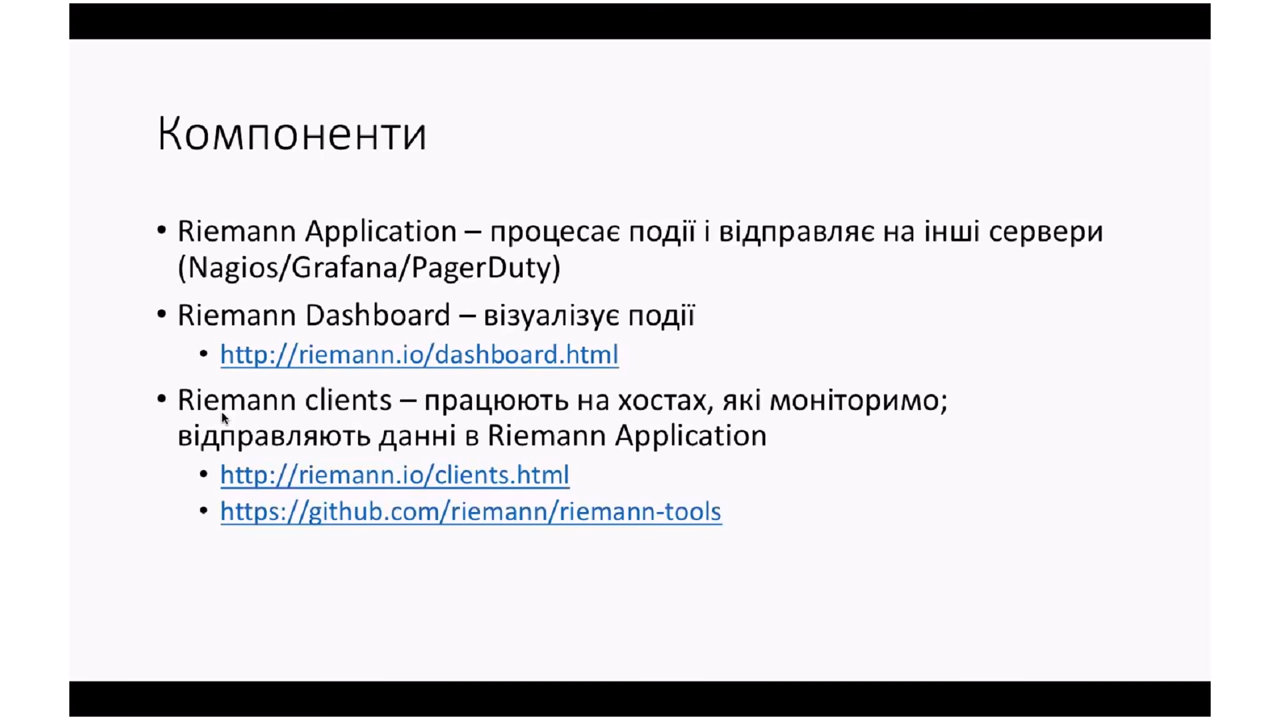 Компоненти
• Riemann Application – процесає події і відправляє на інші сервери
(Nagios/Grafana/PagerDuty)
• Riemann Dashboard – візуалізує події
• http://riemann.io/dashboard.html
• Riemann clients – працюють на хостах, які моніторимо;
відправляють данні в Riemann Application
• http://riemann.io/clients.html
• https://github.com/riemann/riemann-tools